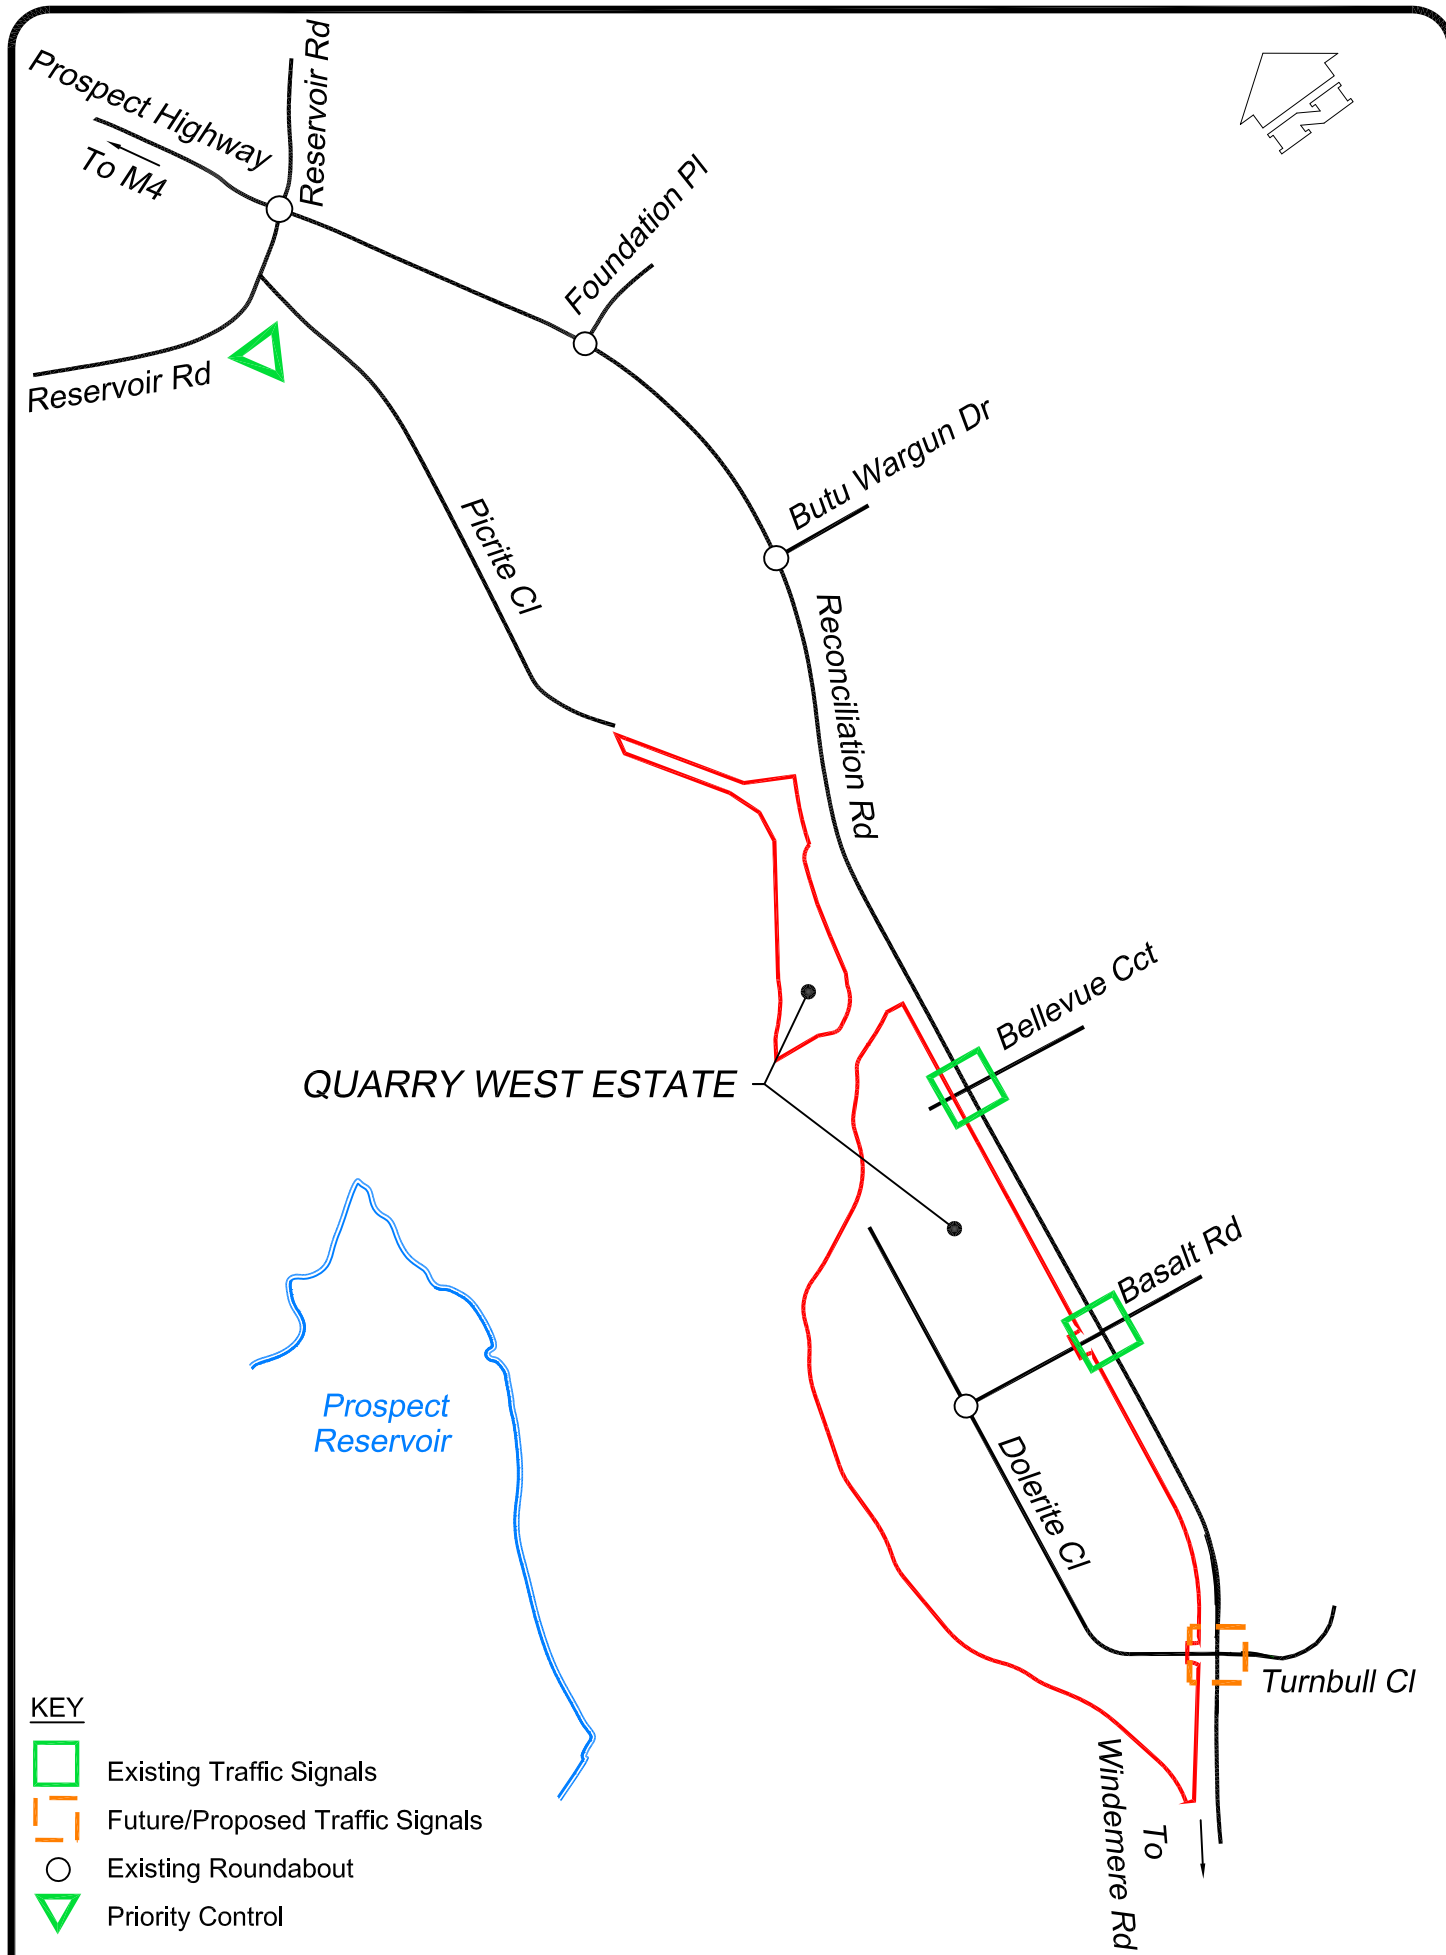 Prospect Highway
To M4
Reservoir Rd
Foundation Pl
Reservoir Rd
Butu Wargun Dr
Picrite Cl
Reconciliation Rd
Bellevue Cct
QUARRY WEST ESTATE
Basalt Rd
Prospect
Reservoir
Dolerite Cl
Turnbull Cl
To
Windemere Rd
KEY
Existing Traffic Signals
Future/Proposed Traffic Signals
Existing Roundabout
Priority Control
N